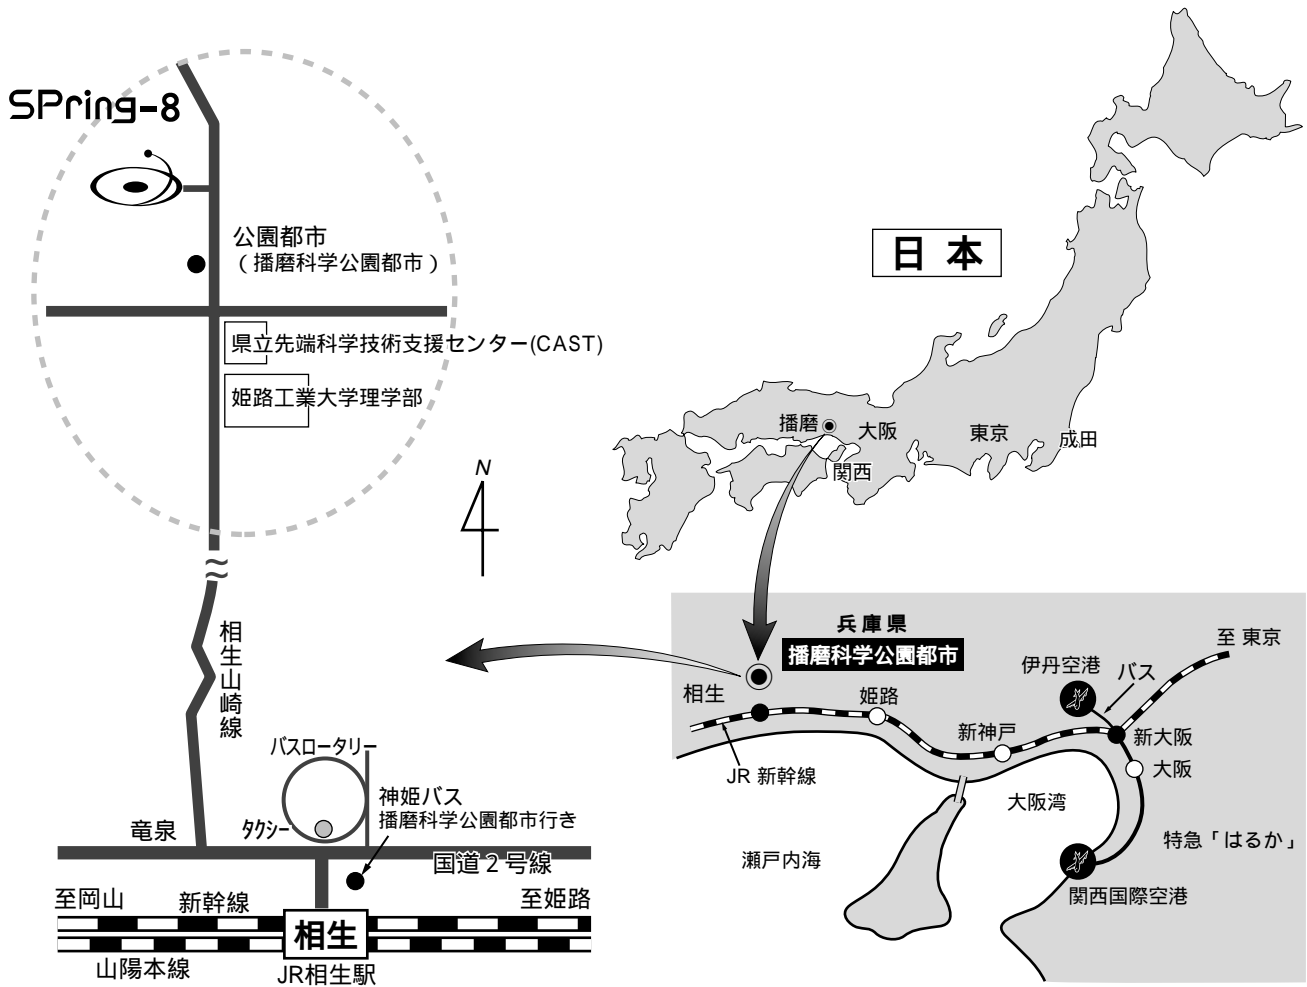 SPring-8
公園都市
（播磨科学公園都市）
県立先端科学技術支援センター(CAST)
姫路工業大学理学部
N
相生山崎線
バスロータリー
タクシー
神姫バス
播磨科学公園都市行き
竜泉
国道２号線
至岡山
新幹線
至姫路
相生
山陽本線
JR相生駅
日本
播磨
大阪
東京
成田
関西
兵庫県
播磨科学公園都市
至 東京
伊丹空港
バス
相生
姫路
新神戸
新大阪
大阪
JR 新幹線
大阪湾
特急「はるか」
瀬戸内海
関西国際空港